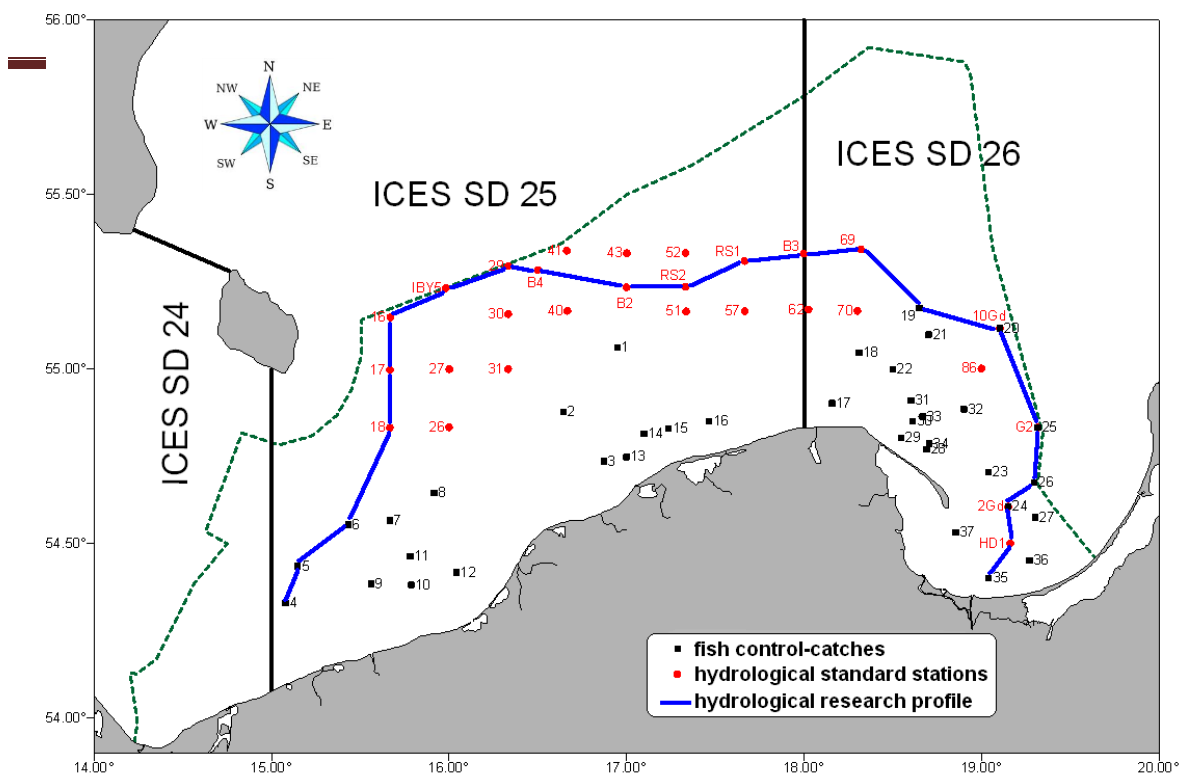 56.00°
N
NW
NE
W
E
SW
SE
S
ICES SD 26
ICES SD 25
55.50°
41
43
52
RS1
B3
69
29
B4
IBY5
RS2
B2
16
30
40
51
57
62
70
19
10Gd
20
21
1
18
ICES SD 24
55.00°
17
27
31
22
86
2
31
32
17
33
30
18
26
14
15
16
G2
25
29
34
28
3
13
23
8
26
2Gd
24
6
7
27
54.50°
37
HD1
5
11
36
9
10
12
35
4
fish control-catches
hydrological standard stations
hydrological research profile
54.00°
14.00°
15.00°
16.00°
17.00°
18.00°
19.00°
20.00°